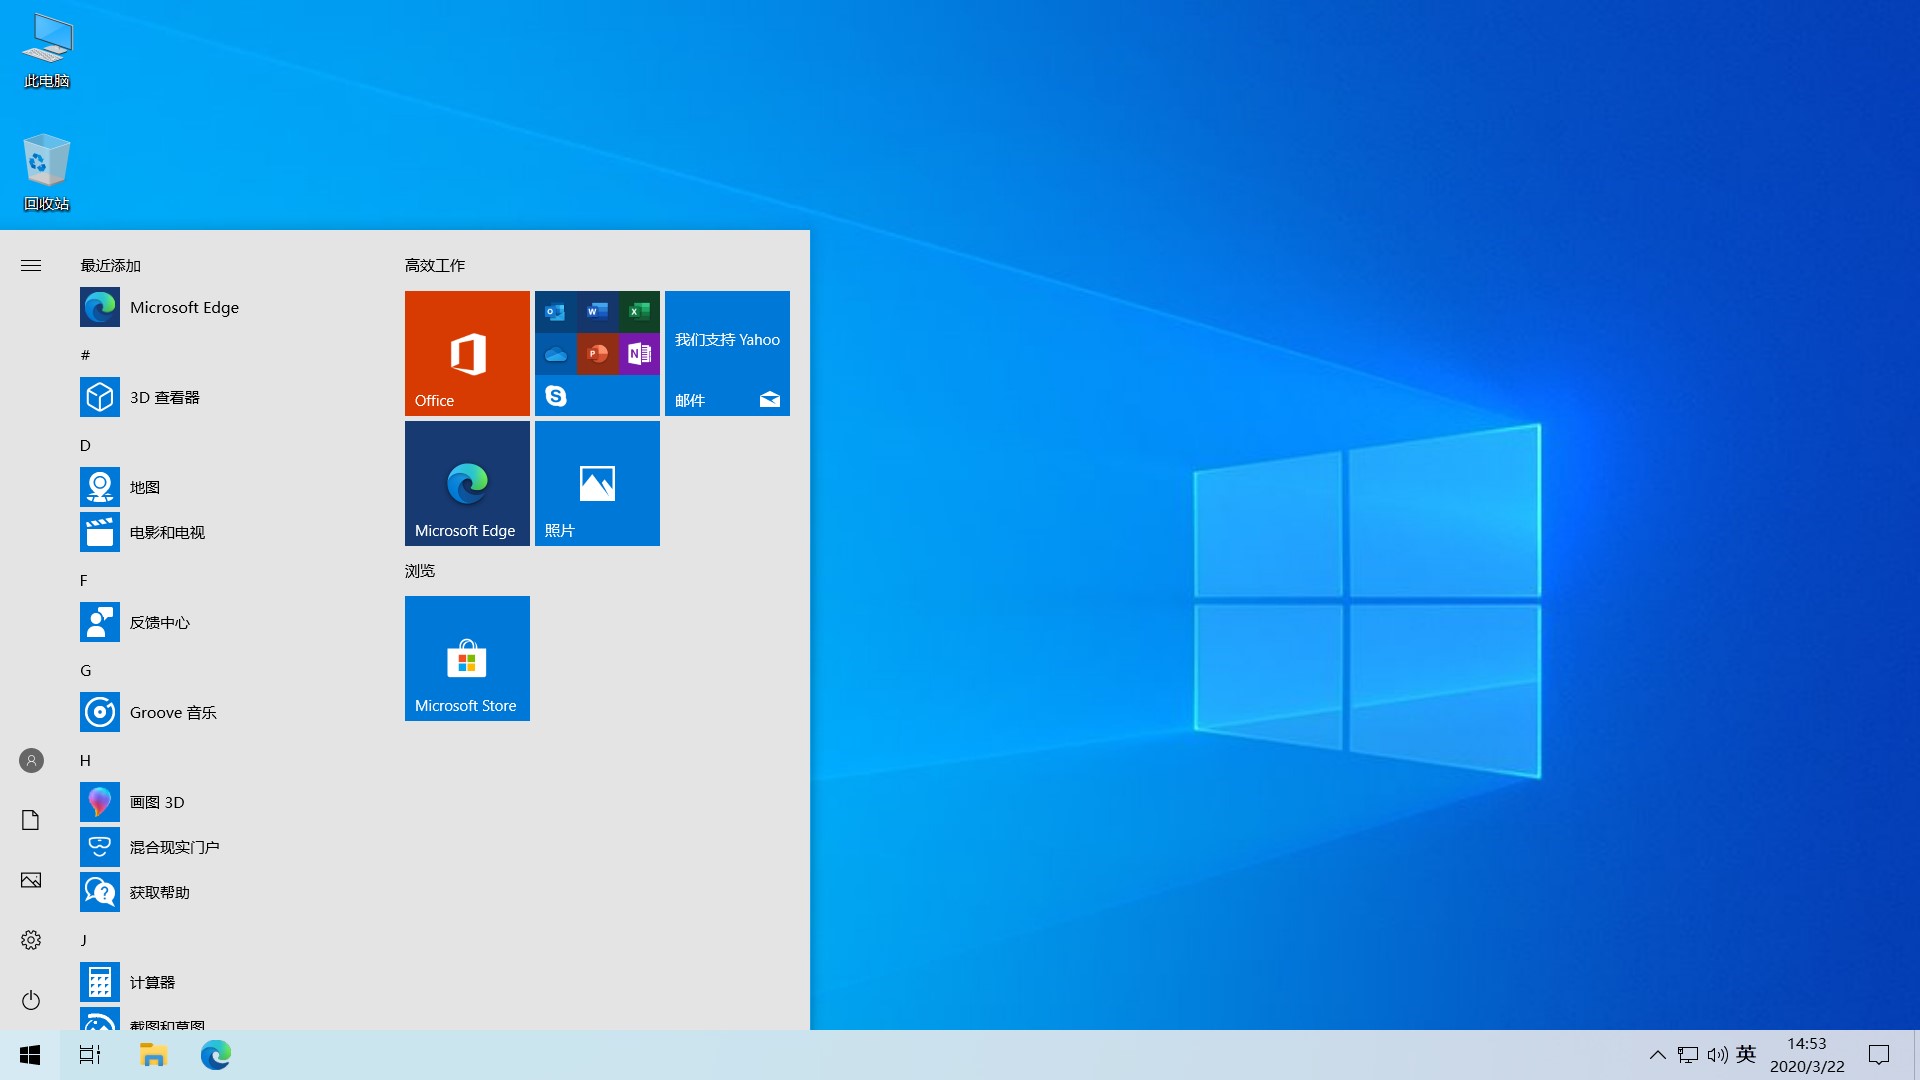 此电脑
回收站
最近添加
Microsoft Edge
#
3D 查看器
D
地图
电影和电视
F
反馈中心
G
Groove 音乐
H
画图 3D
混合现实门户
获取帮助
J
计算器
截图和草图
高效工作
Office
我们支持 Yahoo
邮件
Microsoft Edge
照片
浏览
Microsoft Store
英
14:53
2020/3/22